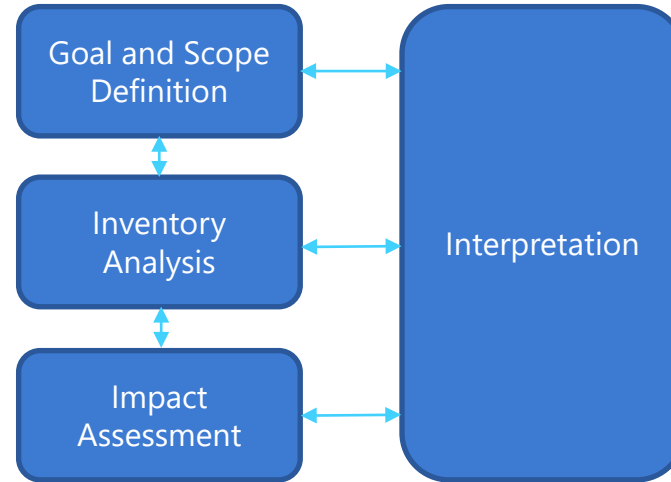 Goal and Scope
Definition
Inventory
Analysis
Interpretation
Impact
Assessment